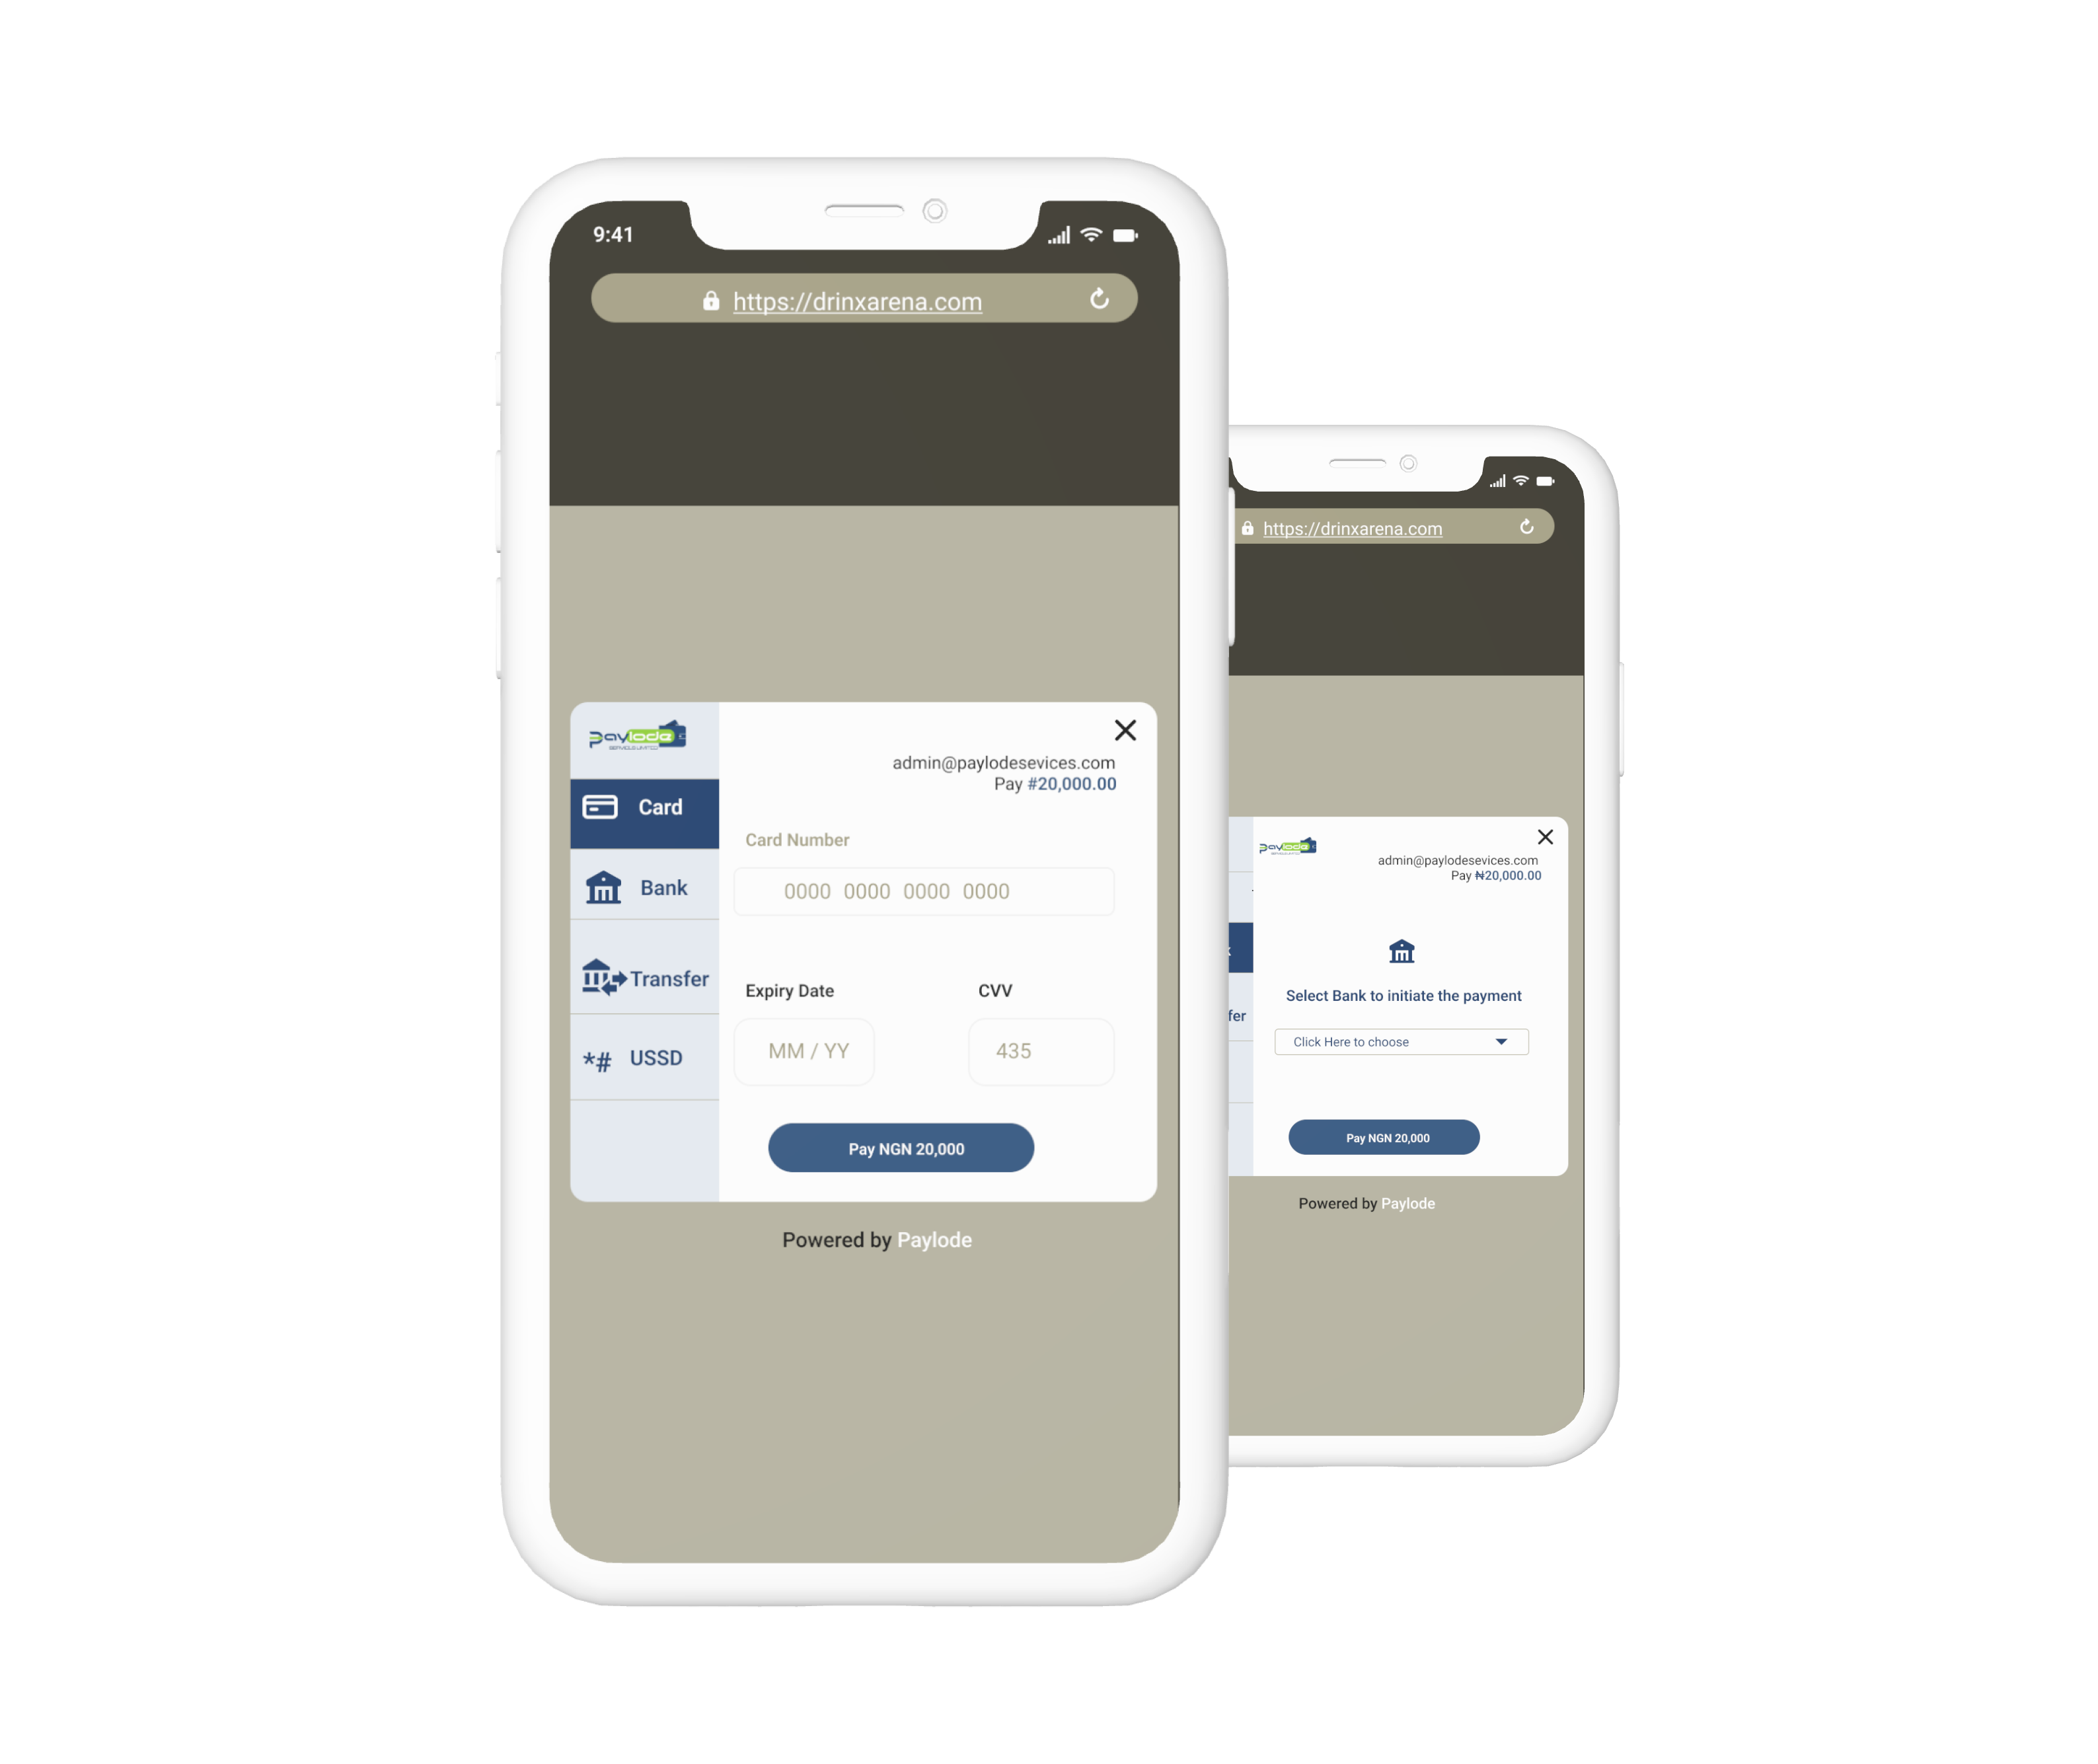 9:41
https://drinxarena.com
paylode
SERVICES LIMITED
admin@paylodesevices.com
Pay #20,000.00
Card
Card Number
0000 0000 0000 0000
Bank
Transfer
Expiry Date
CVV
MM / YY
435
*# USSD
Pay NGN 20,000
Powered by Paylode
https://drinxarena.com
paylode
admin@paylodesevices.com
Pay ₦20,000.00
Select Bank to initiate the payment
fer
Click Here to choose
Pay NGN 20,000
Powered by Paylode